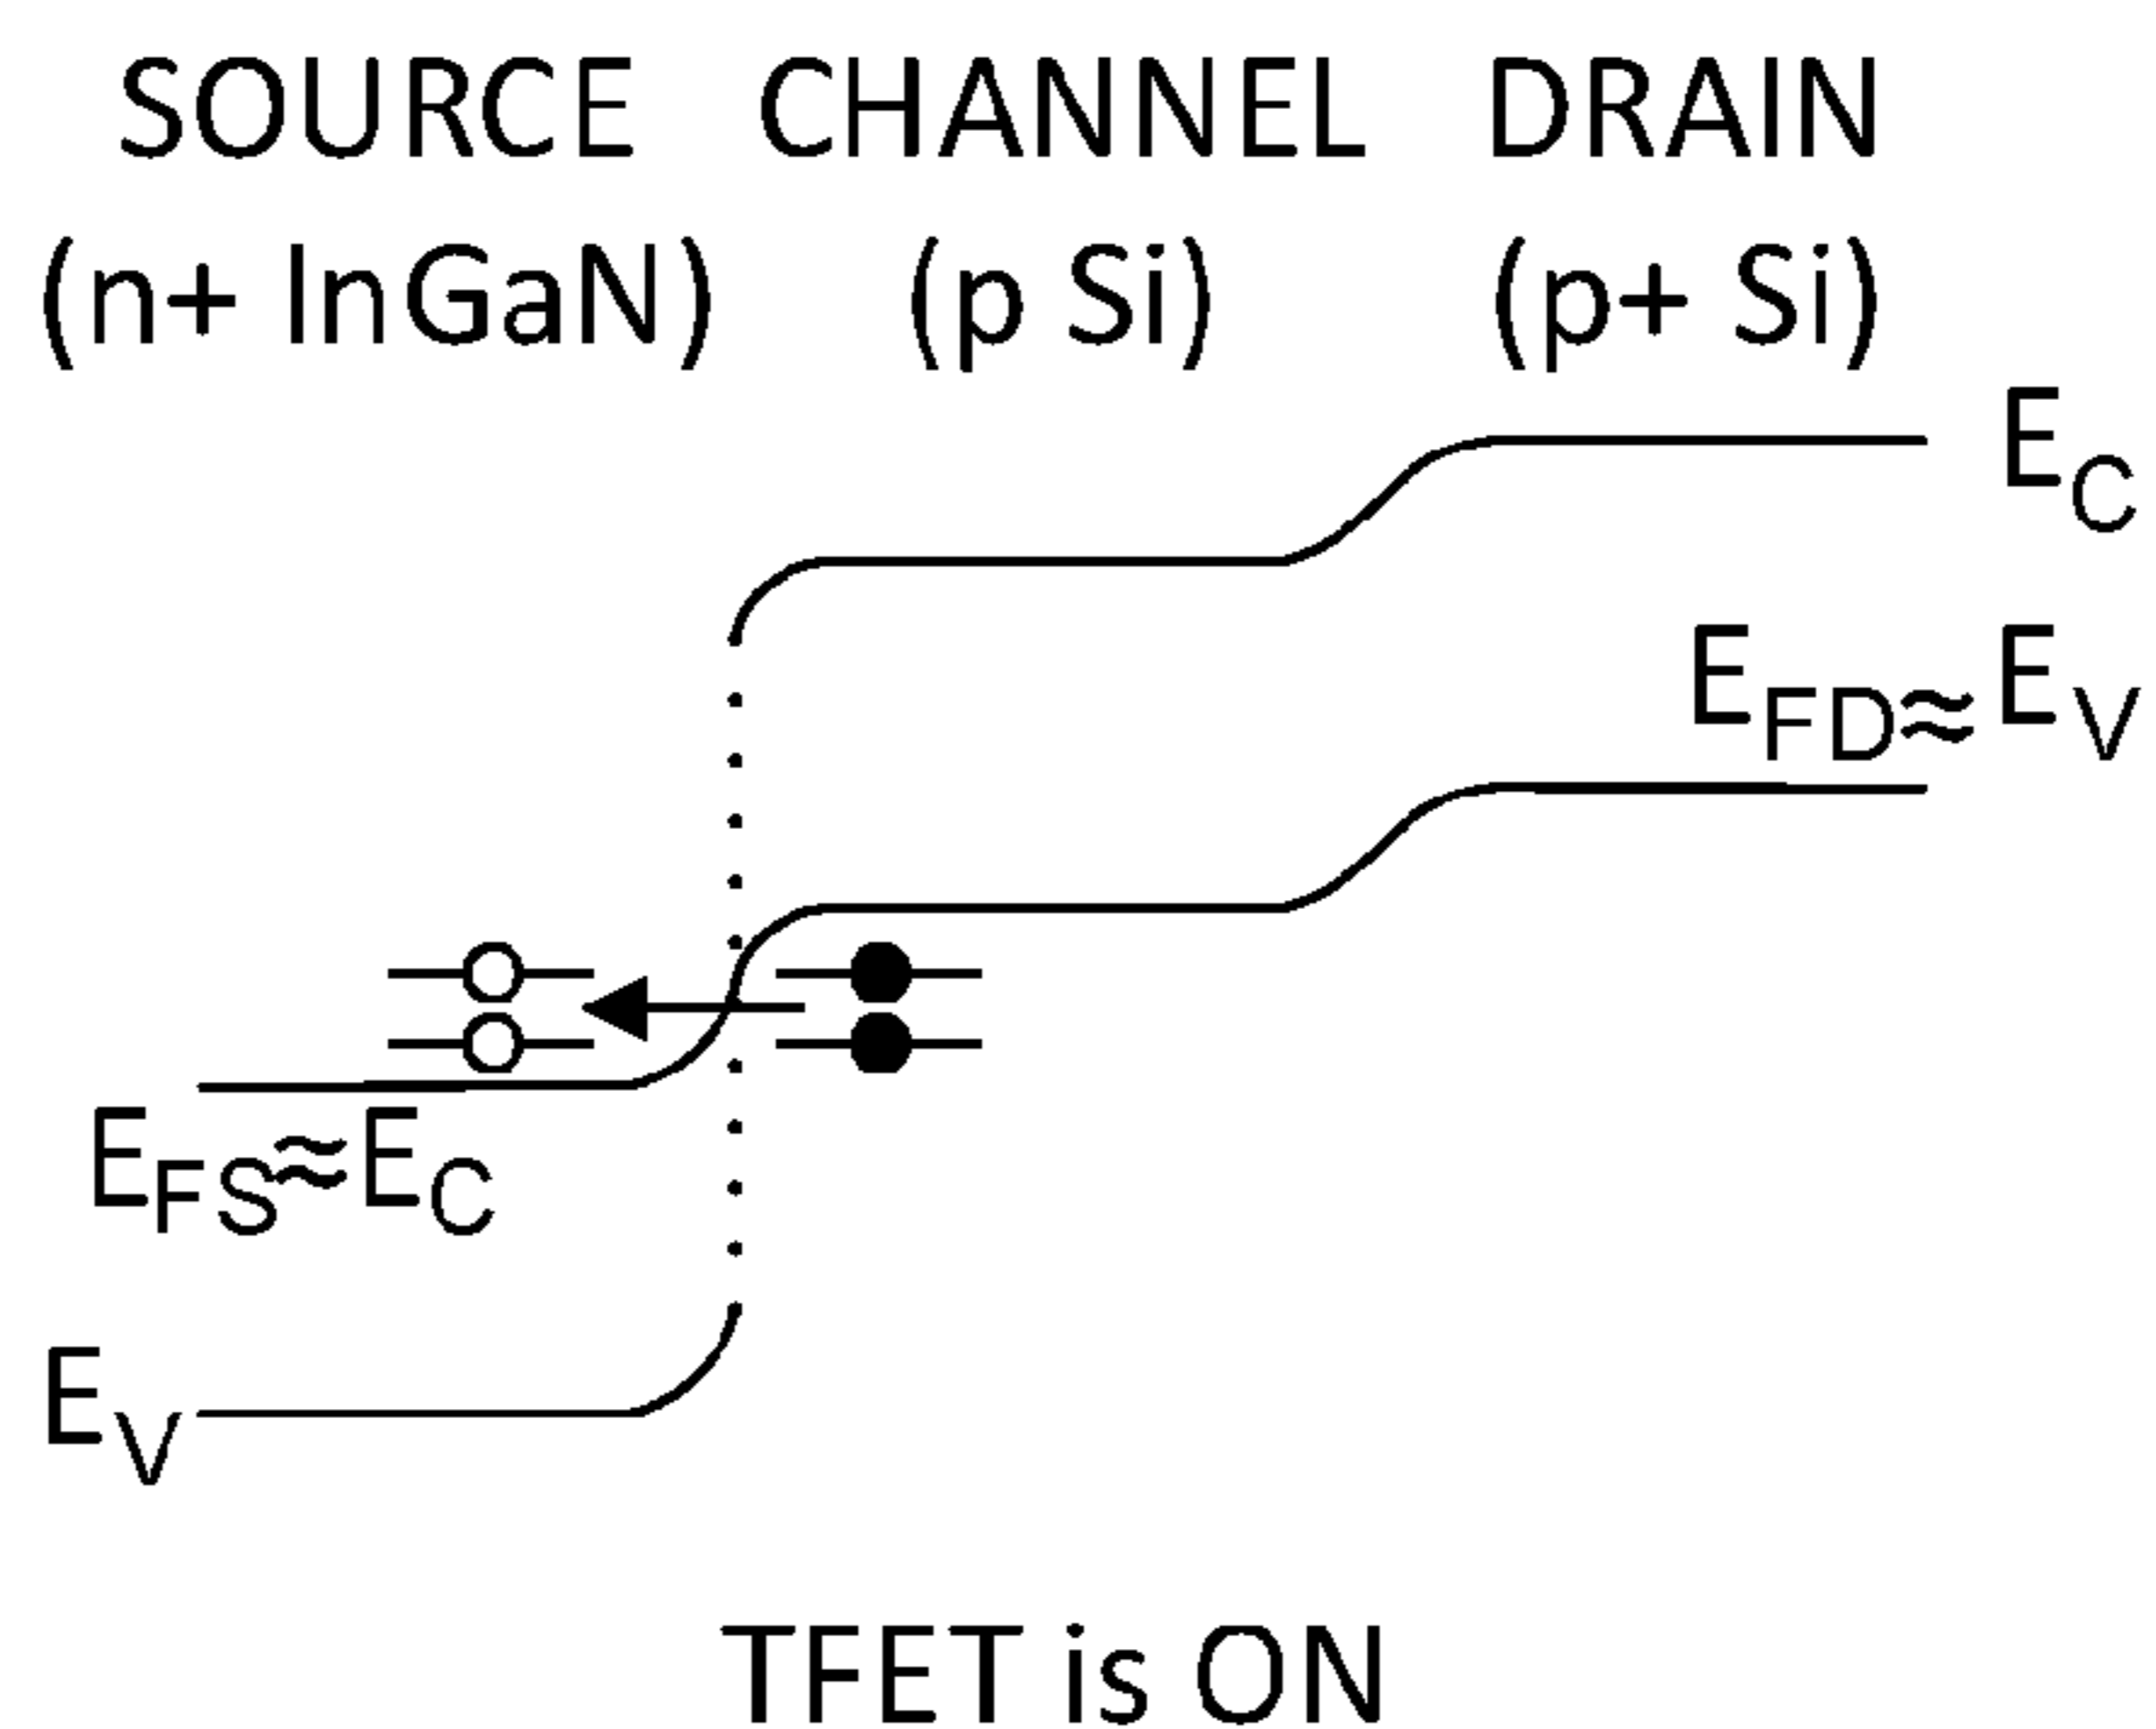 SOURCE CHANNEL DRAIN
(n+ InGaN) (p Si) (p+ Si)
E_C
E_FD≈E_V
E_FS≈E_C
E_V
TFET is ON